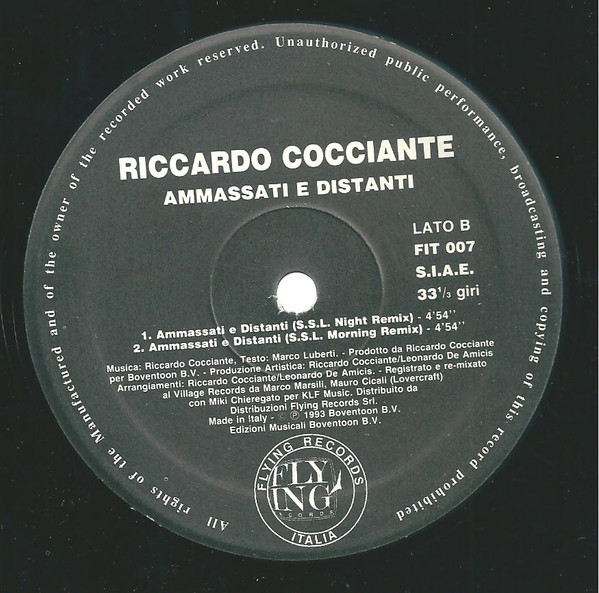 All rights of the Manufactured and of the owner of the recorded work reserved. Unauthorized public performance, broadcasting and copying of this record prohibited
RICCARDO COCCIANTE
AMMASSATI E DISTANTI
LATO B
FIT 007
S.I.A.E.
33¹/₃ giri
1. Ammassati e Distanti (S.S.L. Night Remix) - 4'54''
2. Ammassati e Distanti (S.S.L. Morning Remix) - 4'54''
Musica: Riccardo Cocciante, Testo: Marco Luberti. - Prodotto da Riccardo Cocciante
per Boventoon B.V. - Produzione Artistica: Riccardo Cocciante/Leonardo De Amicis
Arrangiamenti: Riccardo Cocciante/Leonardo De Amicis. - Registrato e re-mixato
al Village Records da Marco Marsili, Mauro Cicali (Lovercraft)
con Miki Chieregato per KLF Music. Distribuito da
Distribuzioni Flying Records Srl.
Made in Italy - © ℗ 1993 Boventoon B.V.
Edizioni Musicali Boventoon B.V.
FLYING RECORDS
FLY
ING
RECORDS
ITALIA